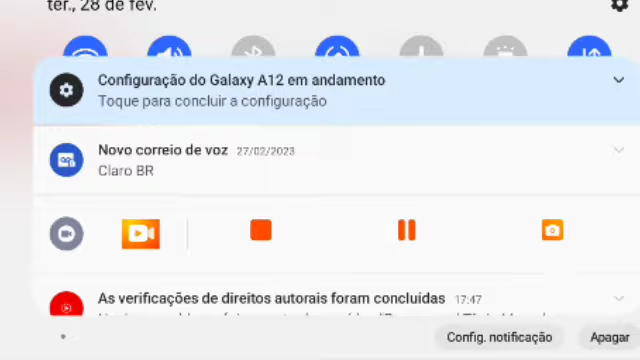 ter., 28 de fev.
Configuração do Galaxy A12 em andamento
Toque para concluir a configuração
Novo correio de voz 27/02/2023
Claro BR
As verificações de direitos autorais foram concluídas 17:47
Config. notificação Apagar